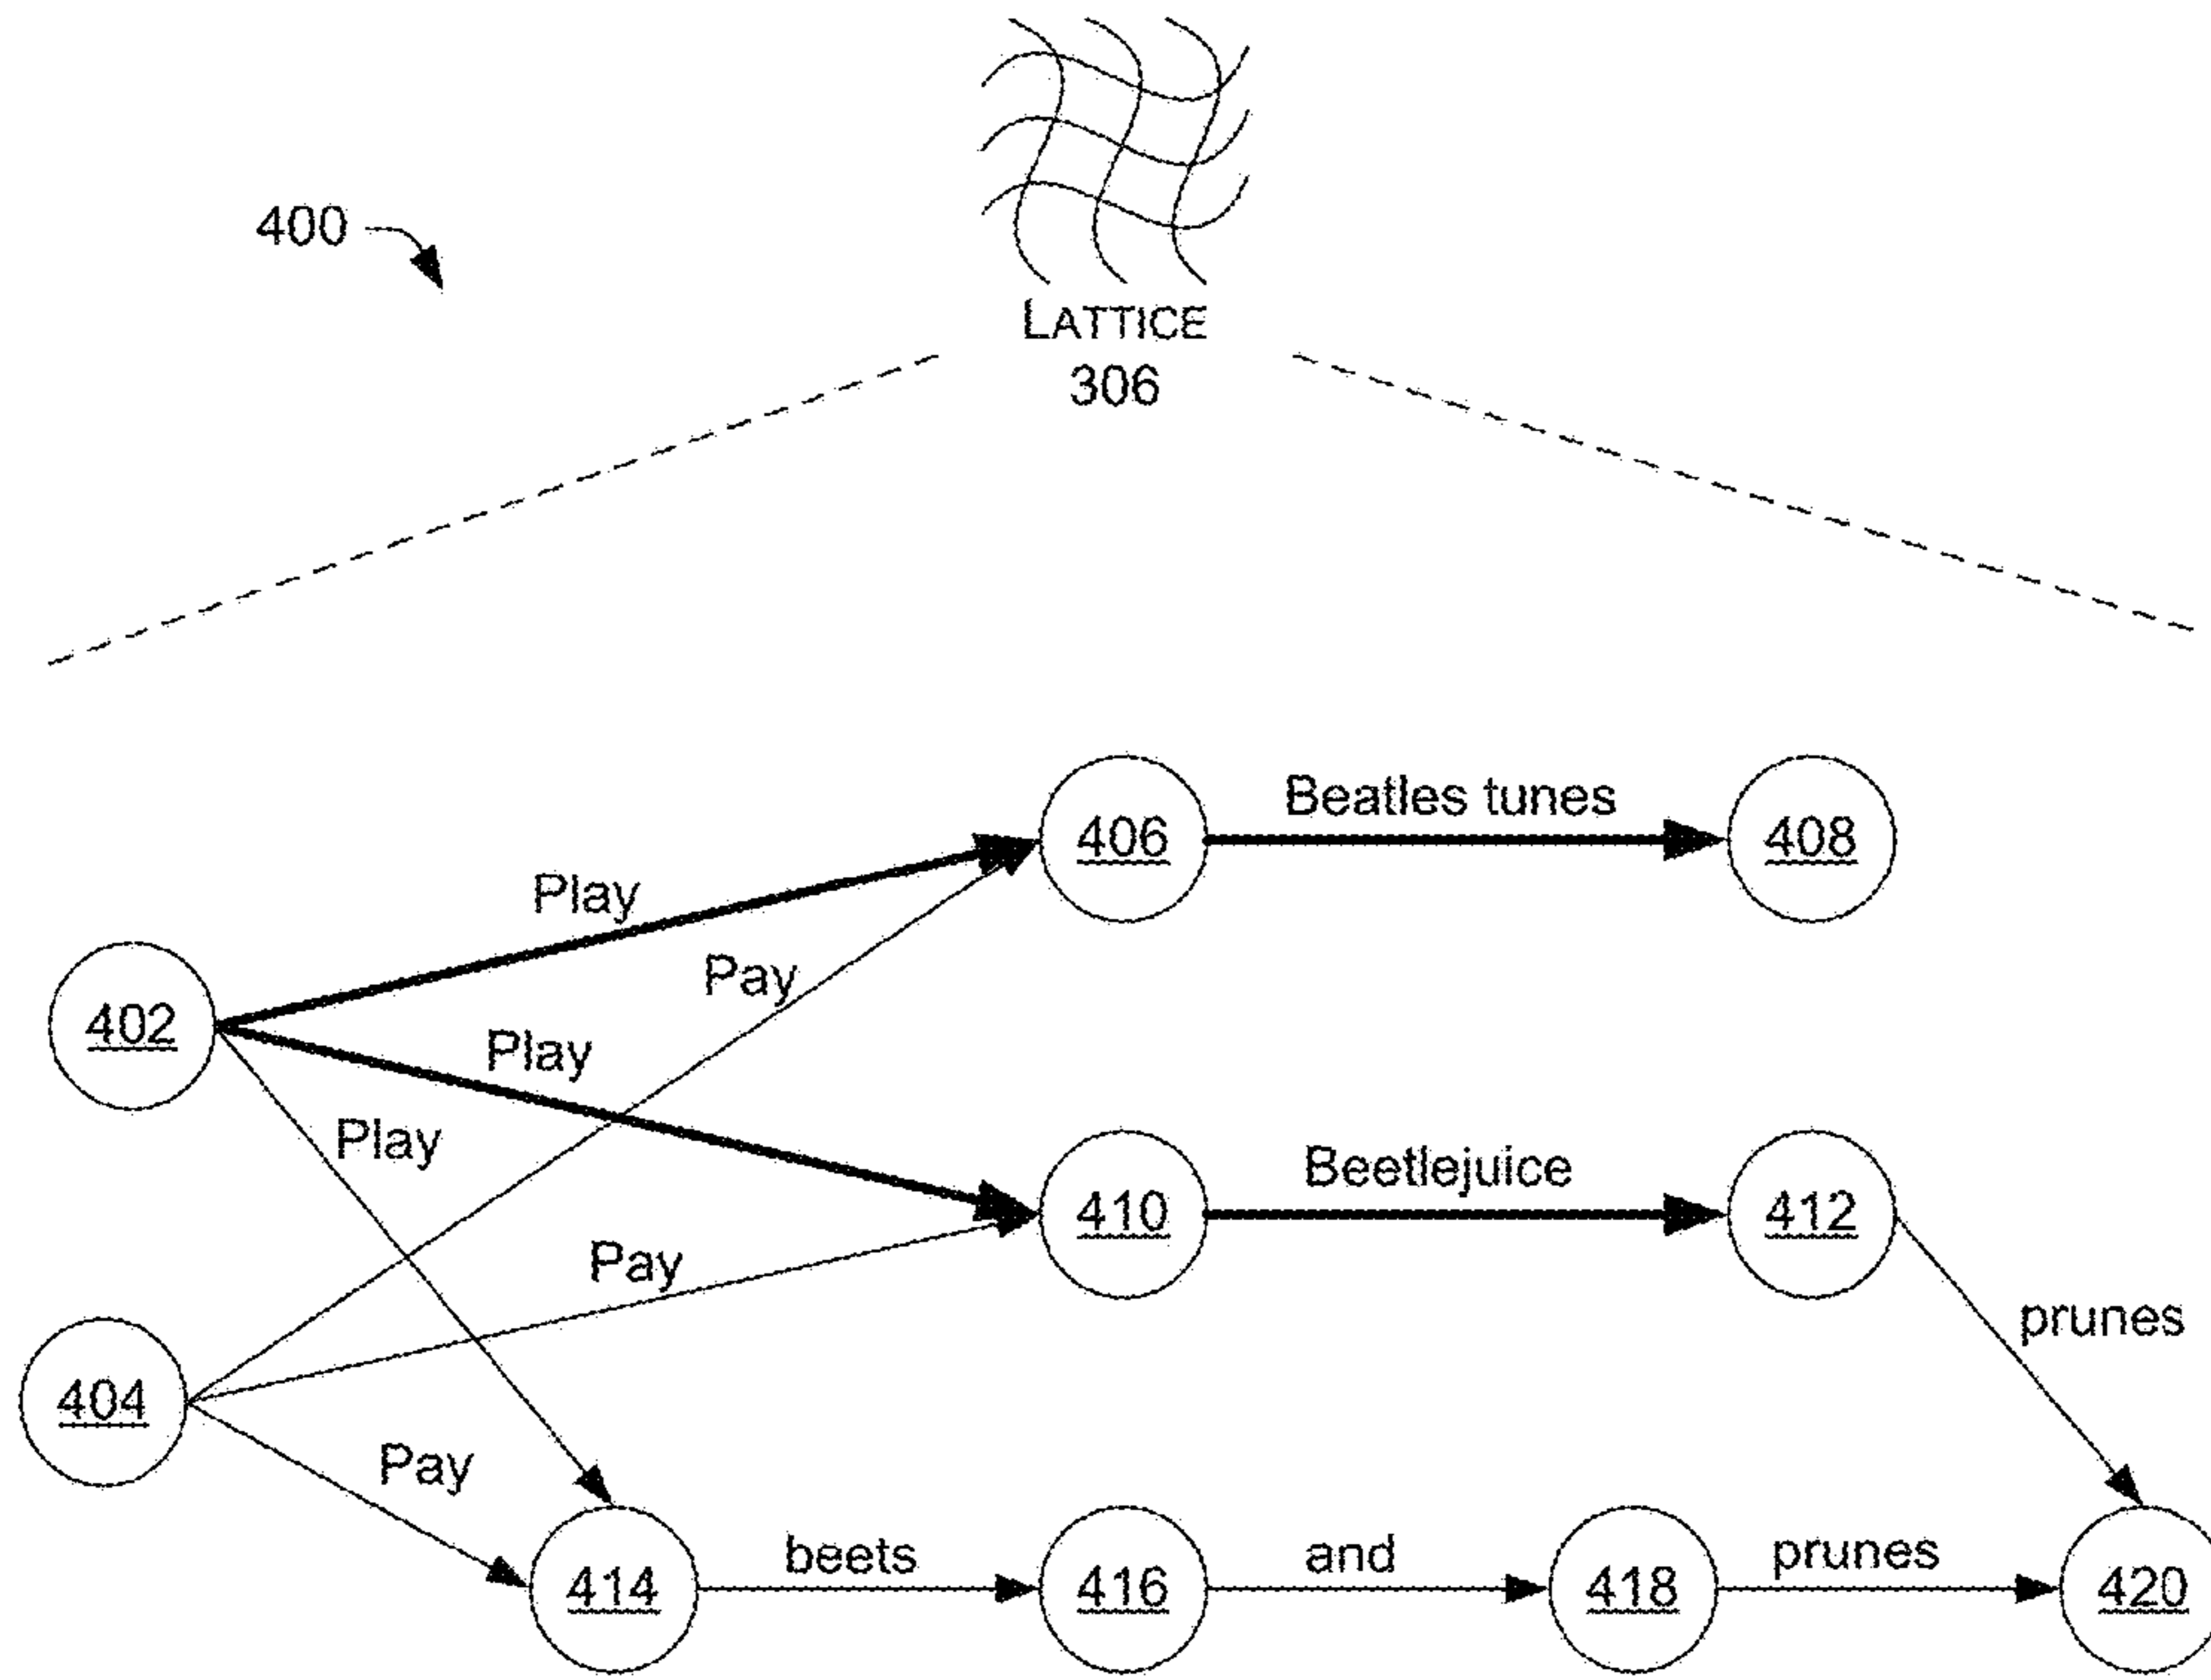 400
LATTICE
306
Beatles tunes
406
408
Play
Pay
402
Play
Play
Beetlejuice
410
412
Pay
prunes
404
Pay
beets
and
prunes
414
416
418
420